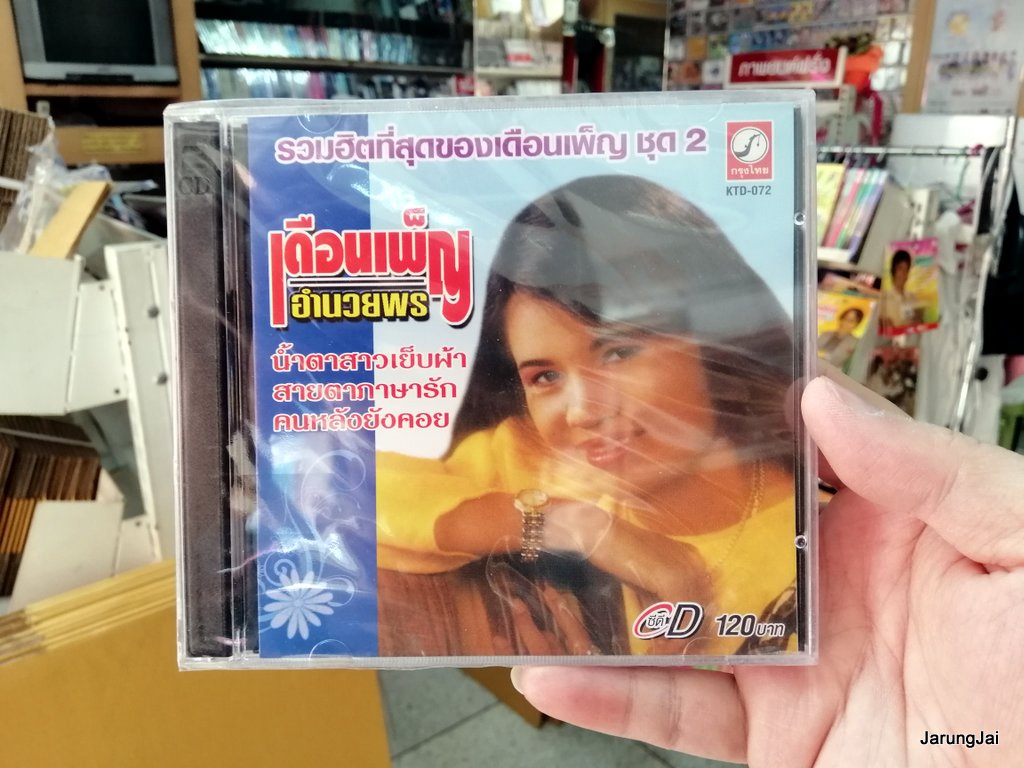 รวมฮิตที่สุดของเดือนเพ็ญ ชุด 2
กรุงไทย
KTD-072
เดือนเพ็ญ
อำนวยพร
น้ำตาสาวเย็บผ้า
สายตาภาษารัก
คนหลังยังคอย
ซีดี CD 120 บาท
JarungJai